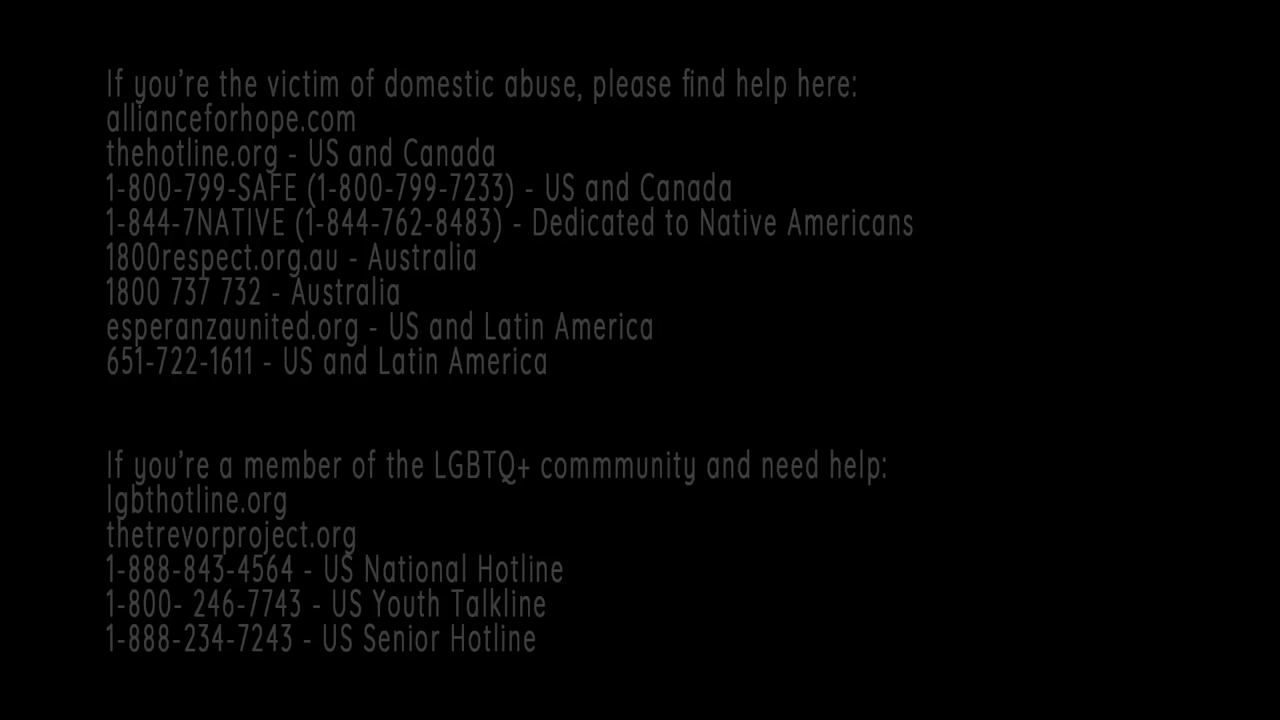 If you’re the victim of domestic abuse, please find help here:
allianceforhope.com
thehotline.org - US and Canada
1-800-799-SAFE (1-800-799-7233) - US and Canada
1-844-7NATIVE (1-844-762-8483) - Dedicated to Native Americans
1800respect.org.au - Australia
1800 737 732 - Australia
esperanzaunited.org - US and Latin America
651-722-1611 - US and Latin America
If you’re a member of the LGBTQ+ commmunity and need help:
lgbthotline.org
thetrevorproject.org
1-888-843-4564 - US National Hotline
1-800- 246-7743 - US Youth Talkline
1-888-234-7243 - US Senior Hotline